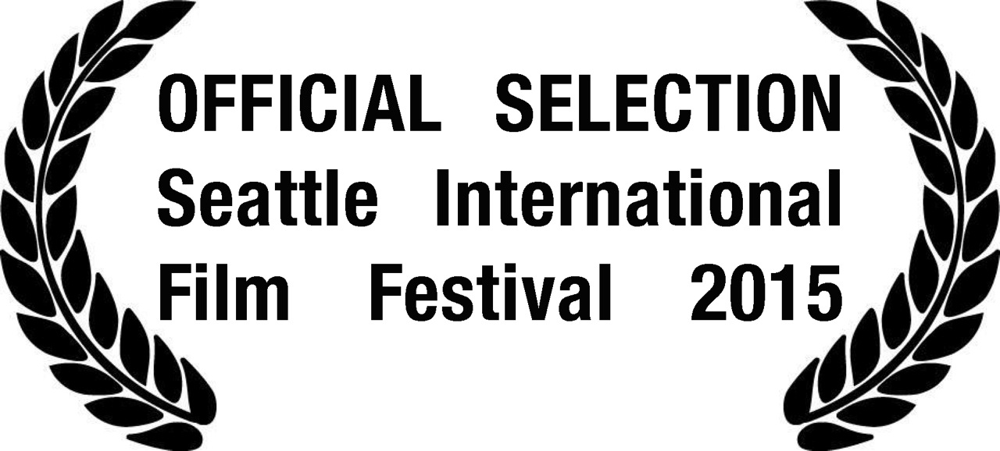 OFFICIAL SELECTION
Seattle International
Film Festival 2015